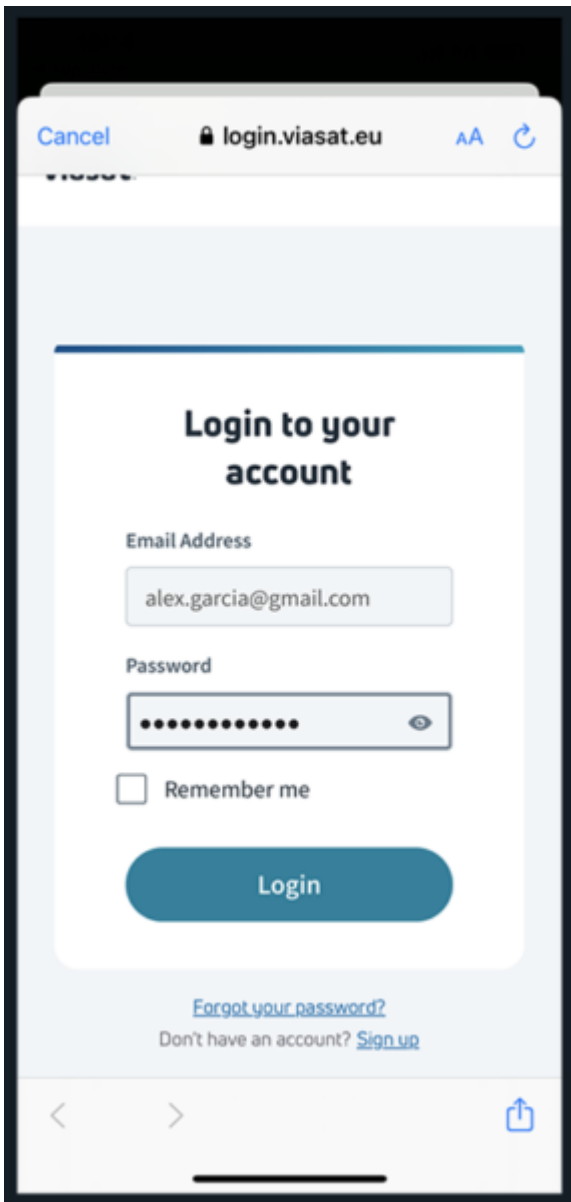 Cancel login.viasat.eu AA
viasat
Login to your
account
Email Address
alex.garcia@gmail.com
Password
••••••••••••
Remember me
Login
Forgot your password?
Don't have an account? Sign up